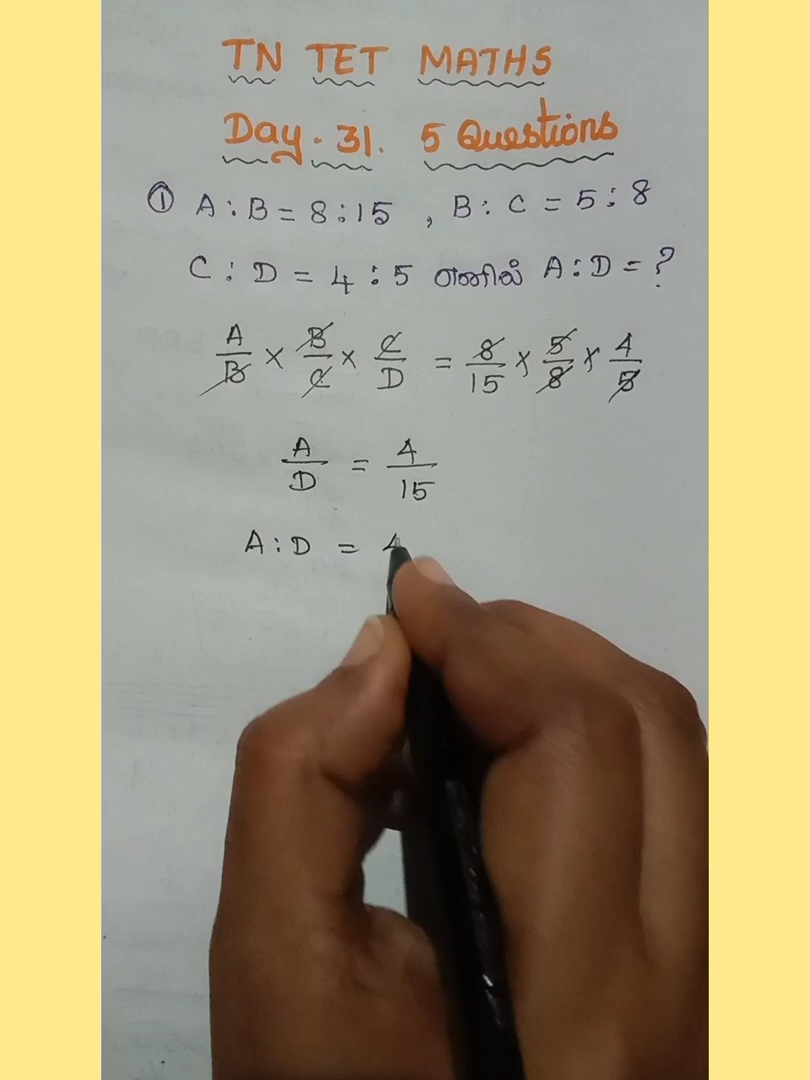 TN TET MATHS
Day. 31. 5 Questions
① A : B = 8 : 15 , B : C = 5 : 8
C : D = 4 : 5 எனில் A : D = ?
A/B × B/C × C/D = 8/15 × 5/8 × 4/5
A/D = 4/15
A : D = 4